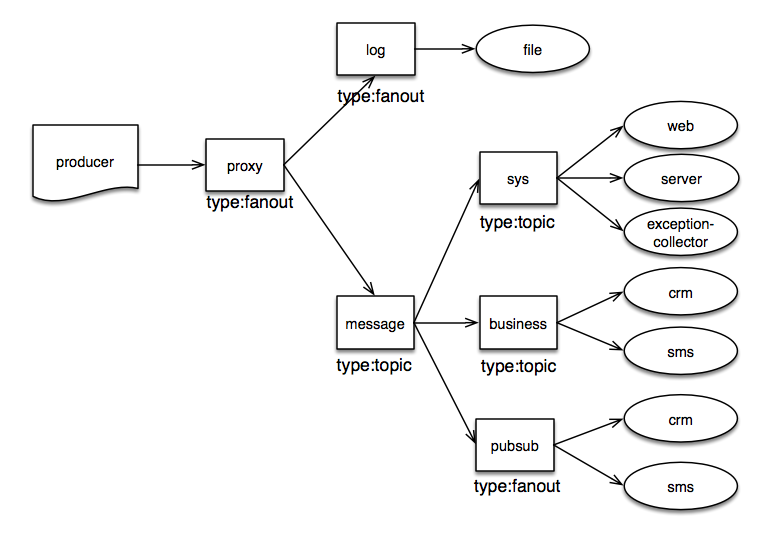 log
file
type:fanout
producer
proxy
type:fanout
web
sys
server
type:topic
exception-
collector
message
type:topic
business
type:topic
crm
sms
pubsub
type:fanout
crm
sms